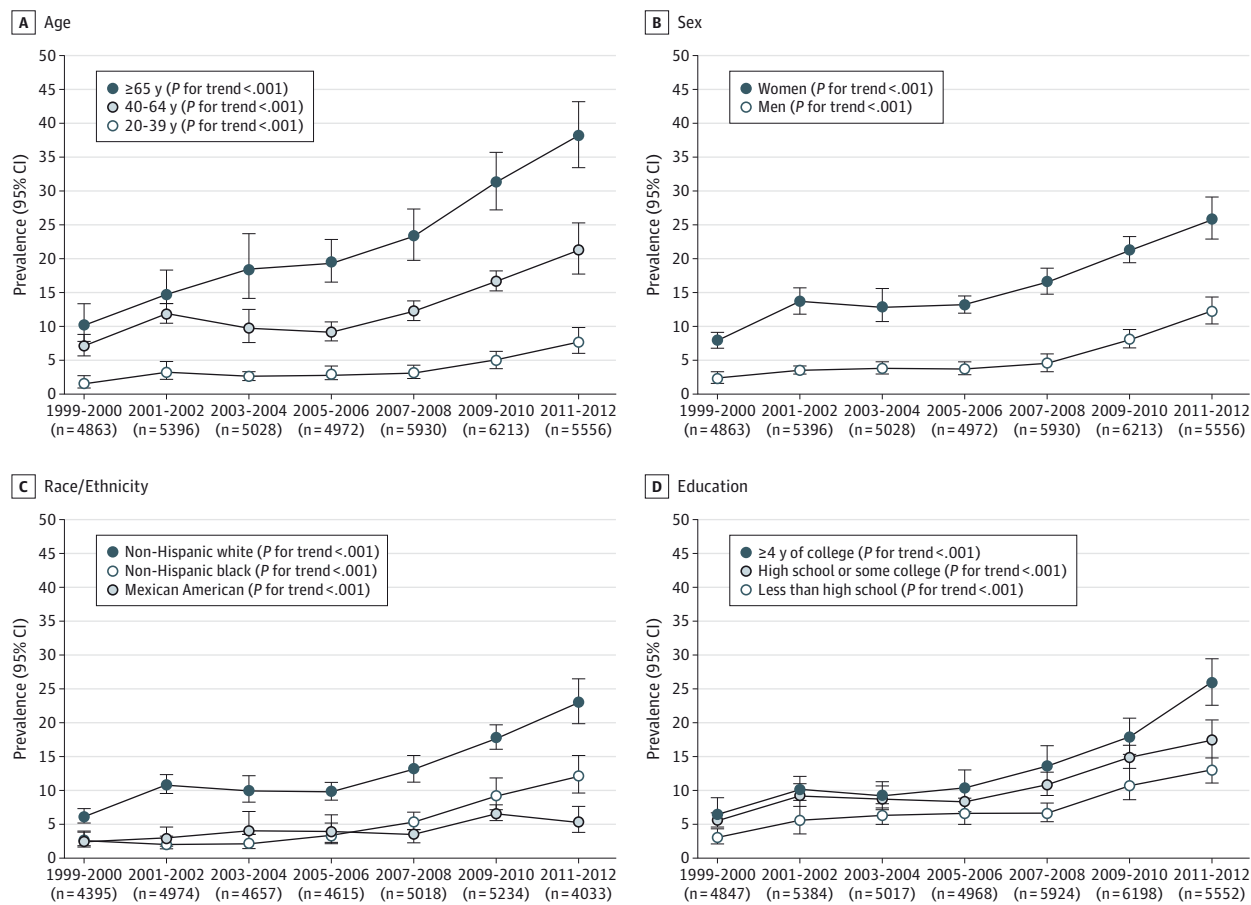 A Age
50
45
40
35
30
25
20
15
10
5
0
Prevalence (95% CI)
≥65 y (P for trend <.001)
40-64 y (P for trend <.001)
20-39 y (P for trend <.001)
1999-2000 2001-2002 2003-2004 2005-2006 2007-2008 2009-2010 2011-2012
(n=4863) (n=5396) (n=5028) (n=4972) (n=5930) (n=6213) (n=5556)
B Sex
50
45
40
35
30
25
20
15
10
5
0
Prevalence (95% CI)
Women (P for trend <.001)
Men (P for trend <.001)
1999-2000 2001-2002 2003-2004 2005-2006 2007-2008 2009-2010 2011-2012
(n=4863) (n=5396) (n=5028) (n=4972) (n=5930) (n=6213) (n=5556)
C Race/Ethnicity
50
45
40
35
30
25
20
15
10
5
0
Prevalence (95% CI)
Non-Hispanic white (P for trend <.001)
Non-Hispanic black (P for trend <.001)
Mexican American (P for trend <.001)
1999-2000 2001-2002 2003-2004 2005-2006 2007-2008 2009-2010 2011-2012
(n=4395) (n=4974) (n=4657) (n=4615) (n=5018) (n=5234) (n=4033)
D Education
50
45
40
35
30
25
20
15
10
5
0
Prevalence (95% CI)
≥4 y of college (P for trend <.001)
High school or some college (P for trend <.001)
Less than high school (P for trend <.001)
1999-2000 2001-2002 2003-2004 2005-2006 2007-2008 2009-2010 2011-2012
(n=4847) (n=5384) (n=5017) (n=4968) (n=5924) (n=6198) (n=5552)